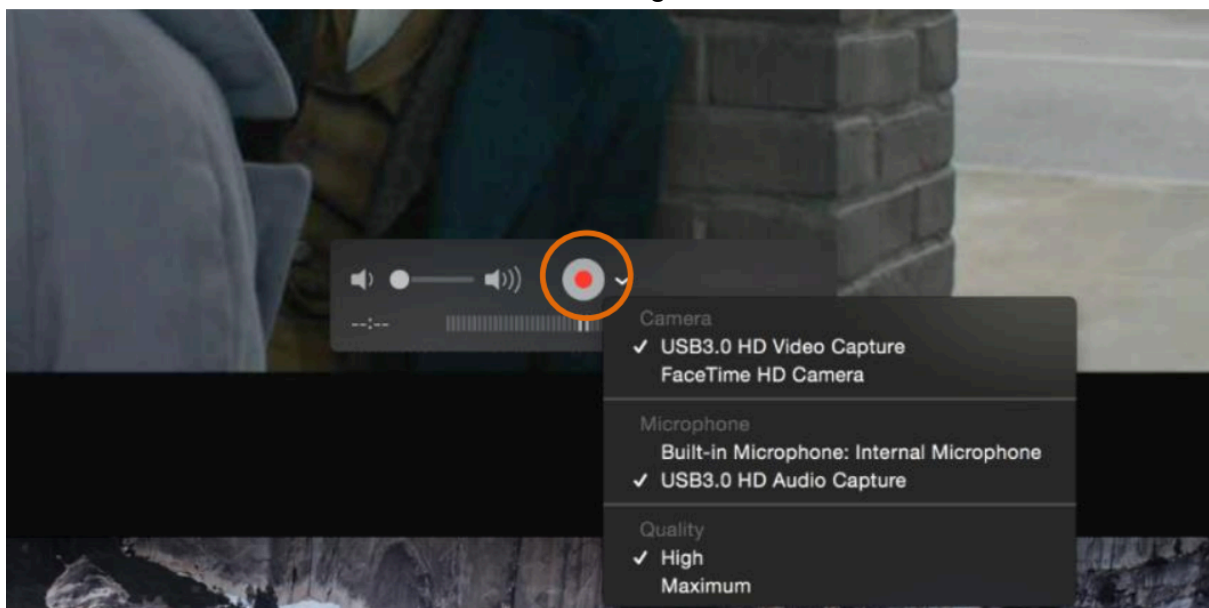 --:--
Camera
✓ USB3.0 HD Video Capture
FaceTime HD Camera
Microphone
Built-in Microphone: Internal Microphone
✓ USB3.0 HD Audio Capture
Quality
✓ High
Maximum